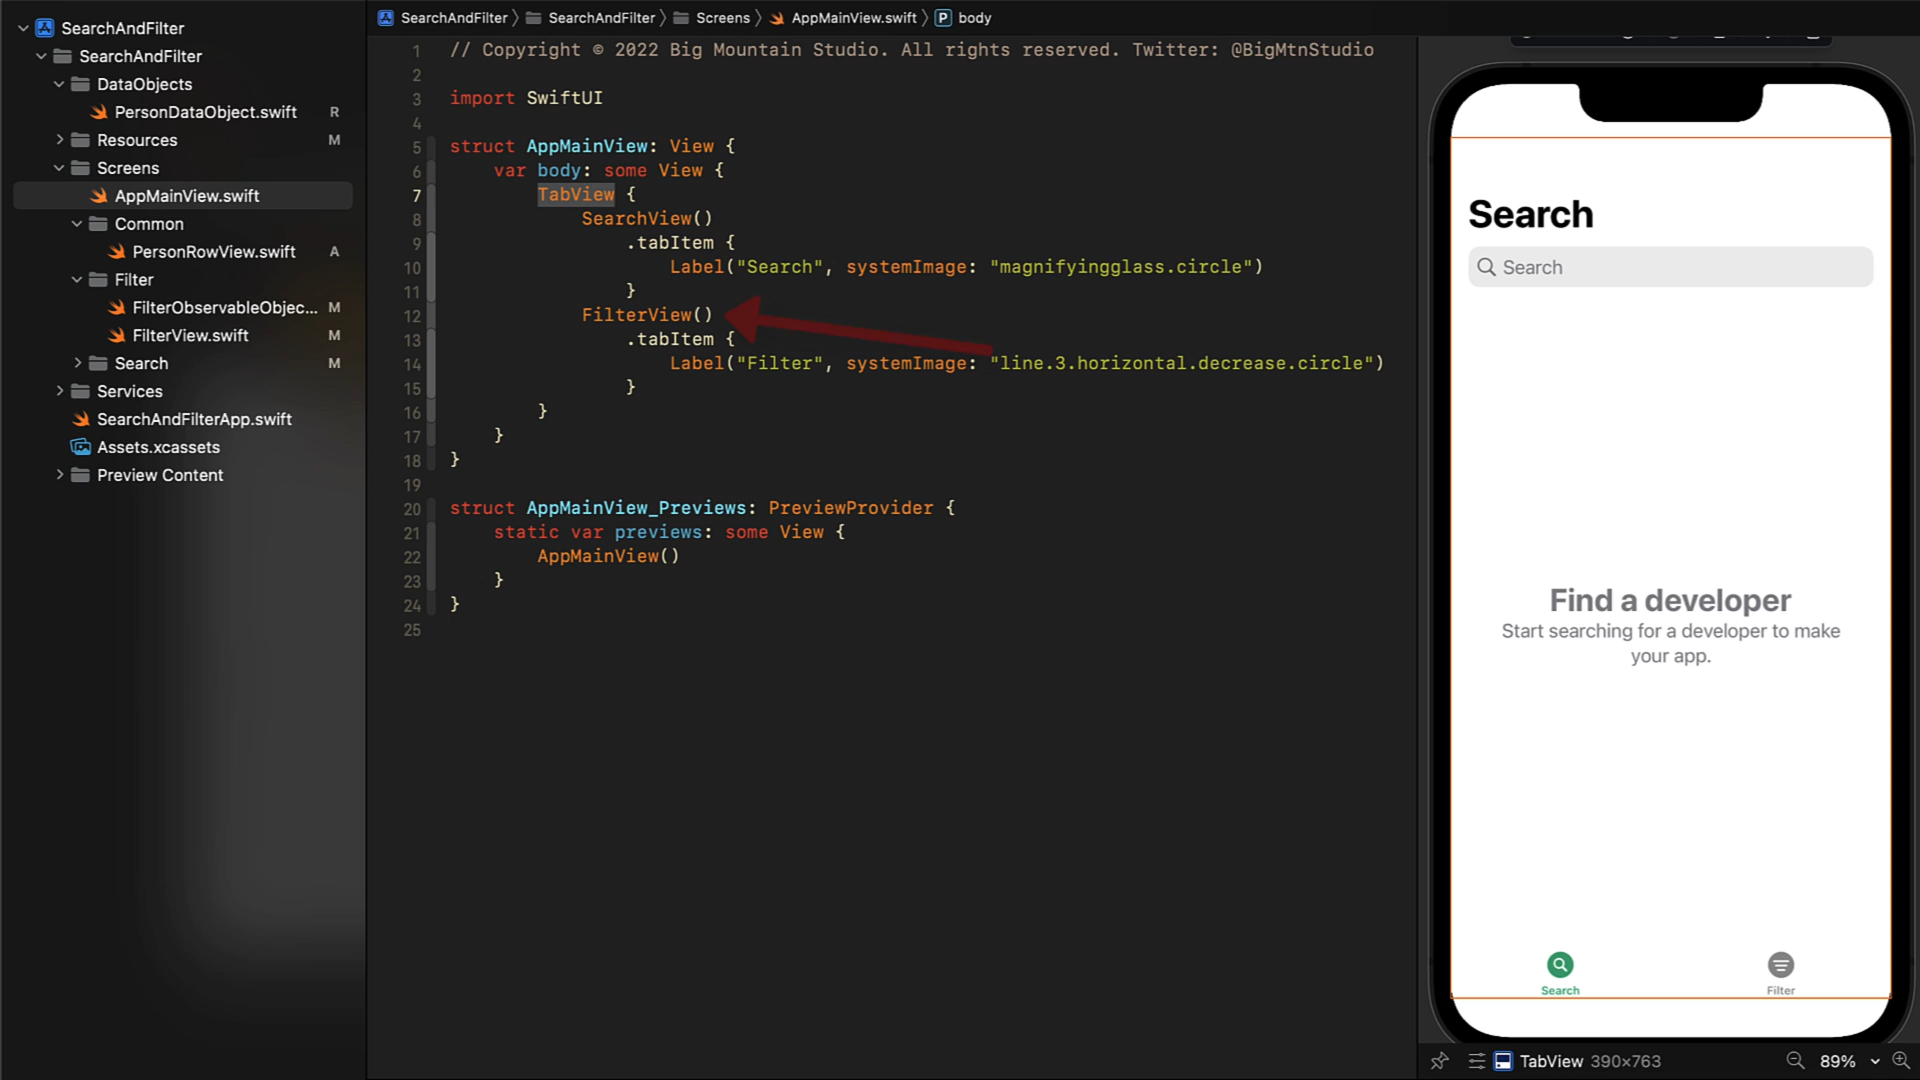 SearchAndFilter
SearchAndFilter
DataObjects
PersonDataObject.swift R
Resources M
Screens
AppMainView.swift
Common
PersonRowView.swift A
Filter
FilterObservableObjec... M
FilterView.swift M
Search M
Services
SearchAndFilterApp.swift
Assets.xcassets
Preview Content
SearchAndFilter SearchAndFilter Screens AppMainView.swift P body
1 // Copyright © 2022 Big Mountain Studio. All rights reserved. Twitter: @BigMtnStudio
2
3 import SwiftUI
4
5 struct AppMainView: View {
6 var body: some View {
7 TabView {
8 SearchView()
9 .tabItem {
10 Label("Search", systemImage: "magnifyingglass.circle")
11 }
12 FilterView()
13 .tabItem {
14 Label("Filter", systemImage: "line.3.horizontal.decrease.circle")
15 }
16 }
17 }
18 }
19
20 struct AppMainView_Previews: PreviewProvider {
21 static var previews: some View {
22 AppMainView()
23 }
24 }
25
Search
Search
Find a developer
Start searching for a developer to make
your app.
Search Filter
TabView 390×763 89%